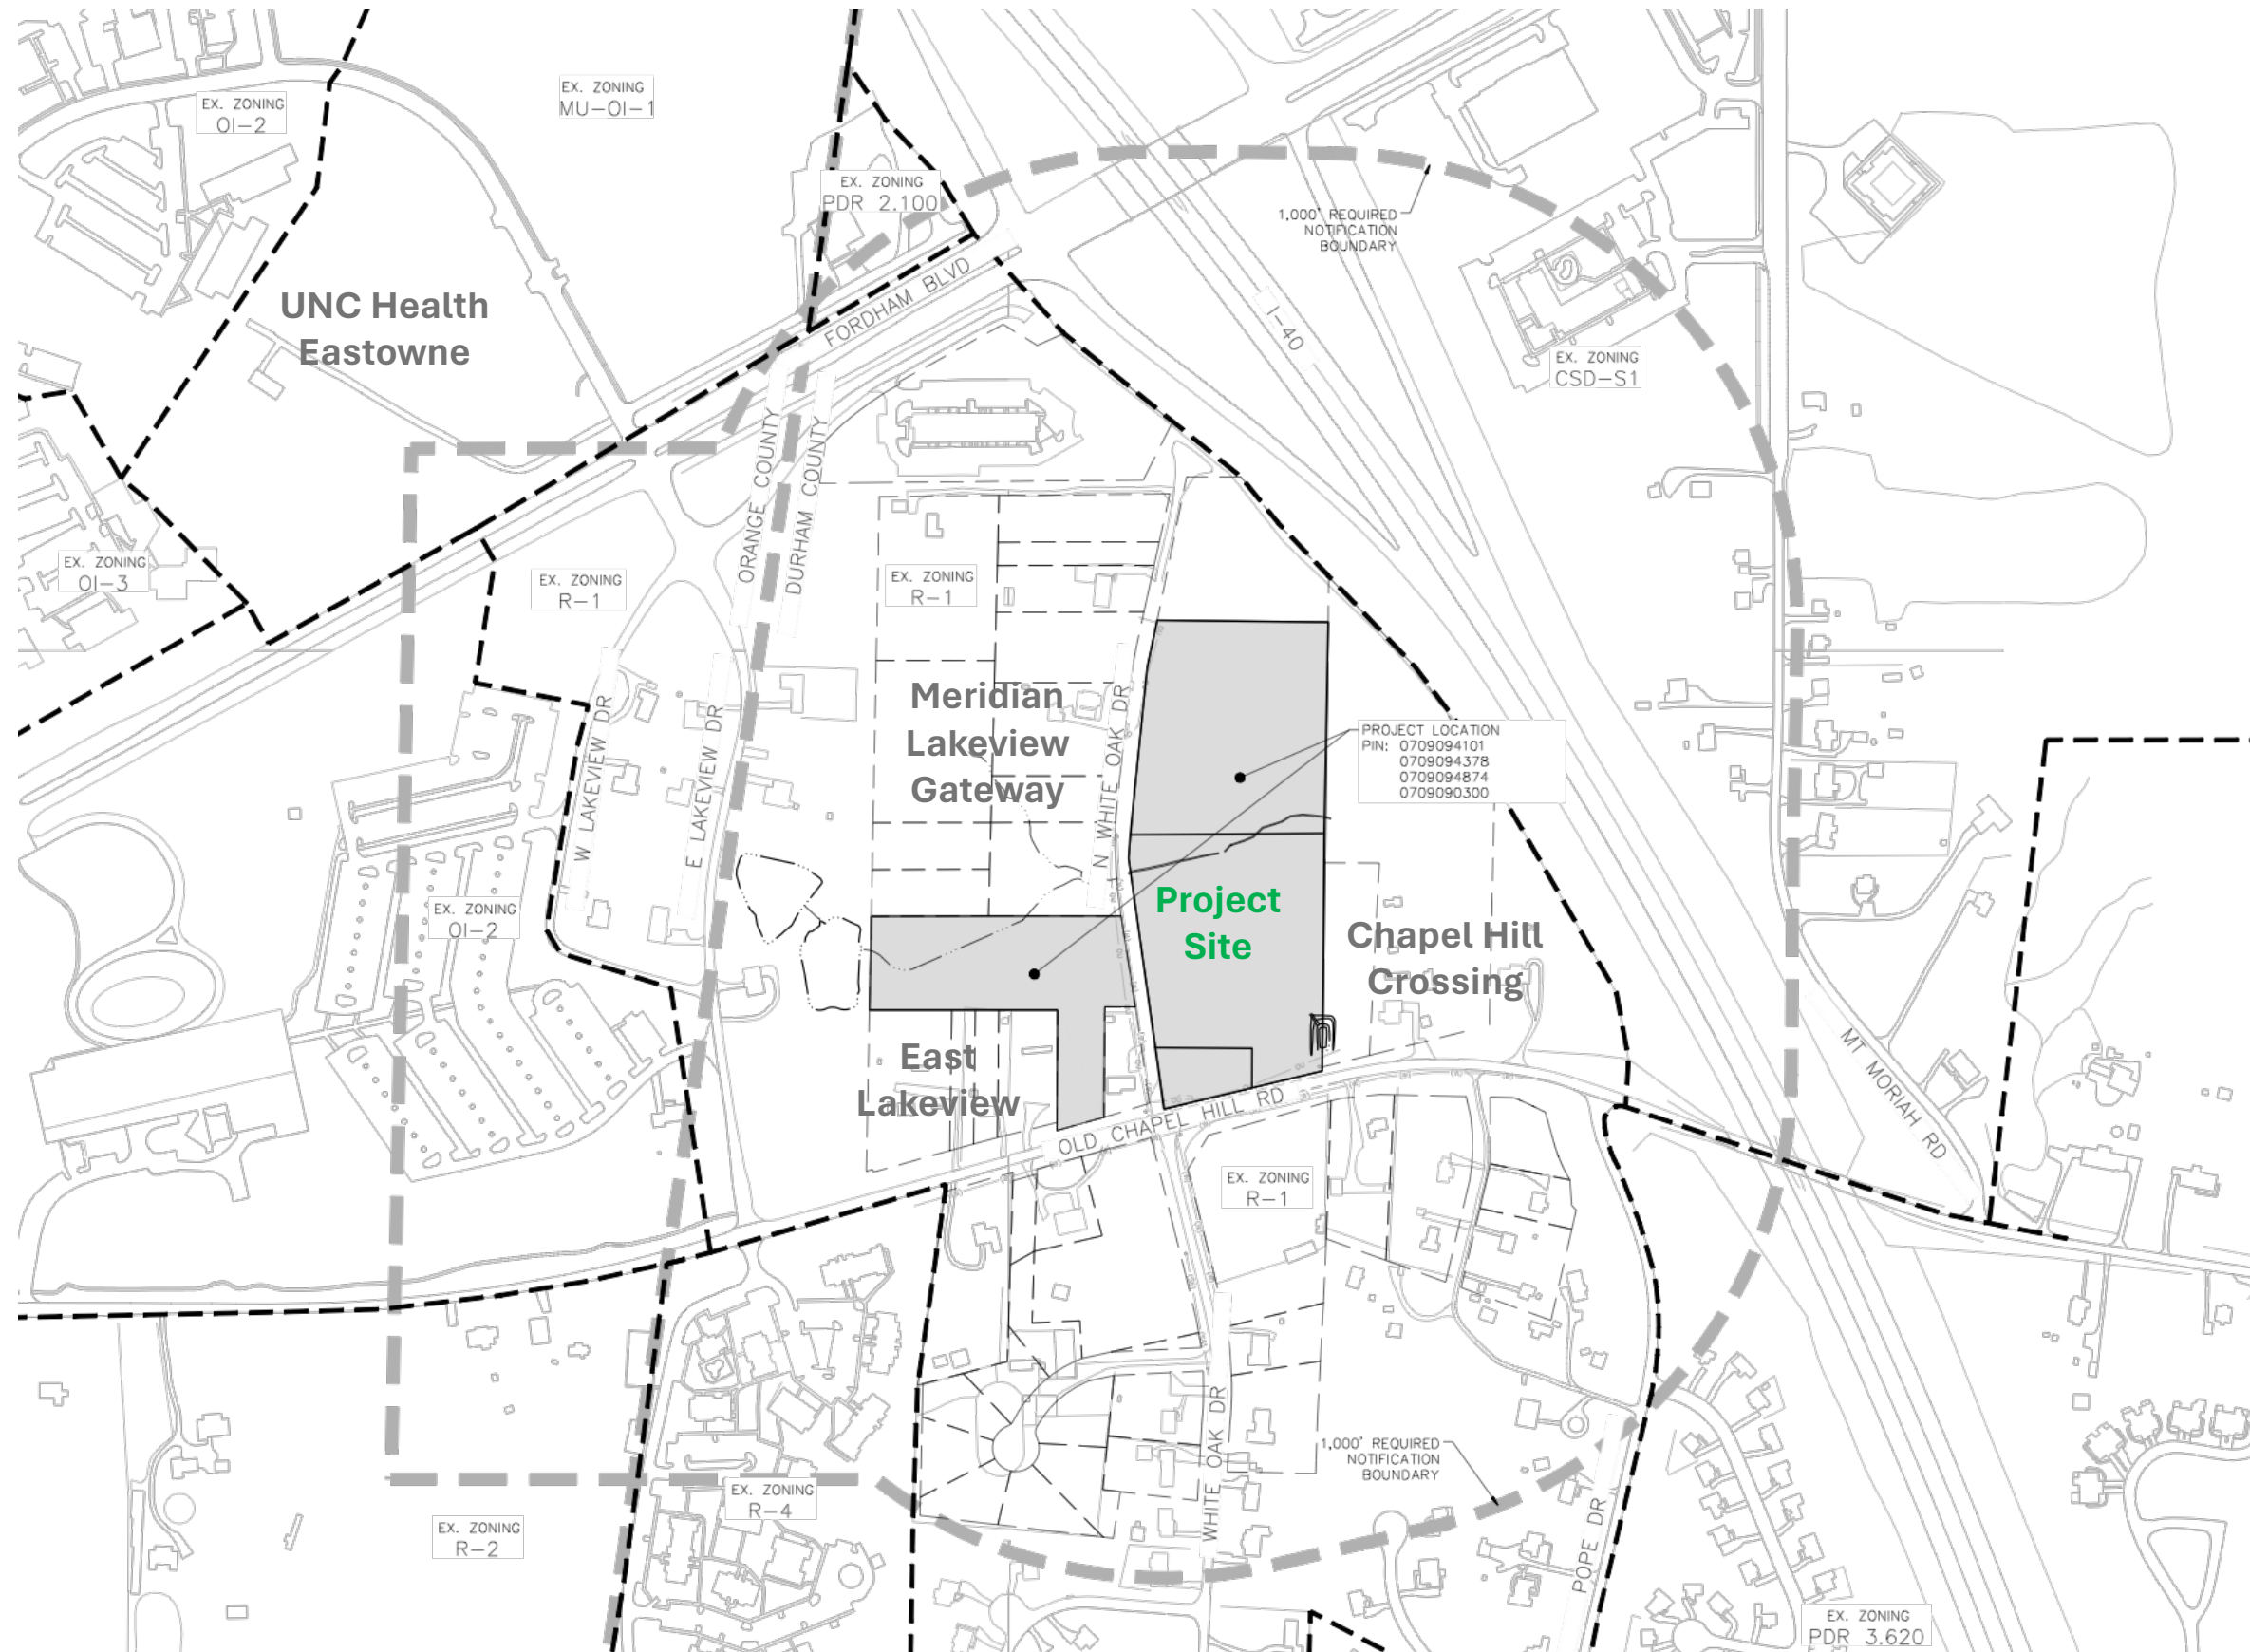 EX. ZONING
MU-OI-1
EX. ZONING
OI-2
EX. ZONING
PDR 2.100
1,000' REQUIRED
NOTIFICATION
BOUNDARY
FORDHAM BLVD
I-40
UNC Health
Eastowne
EX. ZONING
CSD-S1
ORANGE COUNTY
DURHAM COUNTY
EX. ZONING
OI-3
EX. ZONING
R-1
EX. ZONING
R-1
Meridian
Lakeview
Gateway
W LAKEVIEW DR
E LAKEVIEW DR
N WHITE OAK DR
PROJECT LOCATION
PIN: 0709094101
0709094378
0709094874
0709090300
Project
Site
EX. ZONING
OI-2
Chapel Hill
Crossing
East
Lakeview
MT MORIAH RD
OLD CHAPEL HILL RD
EX. ZONING
R-1
WHITE OAK DR
1,000' REQUIRED
NOTIFICATION
BOUNDARY
EX. ZONING
R-4
EX. ZONING
R-2
POPE DR
EX. ZONING
PDR 3.620